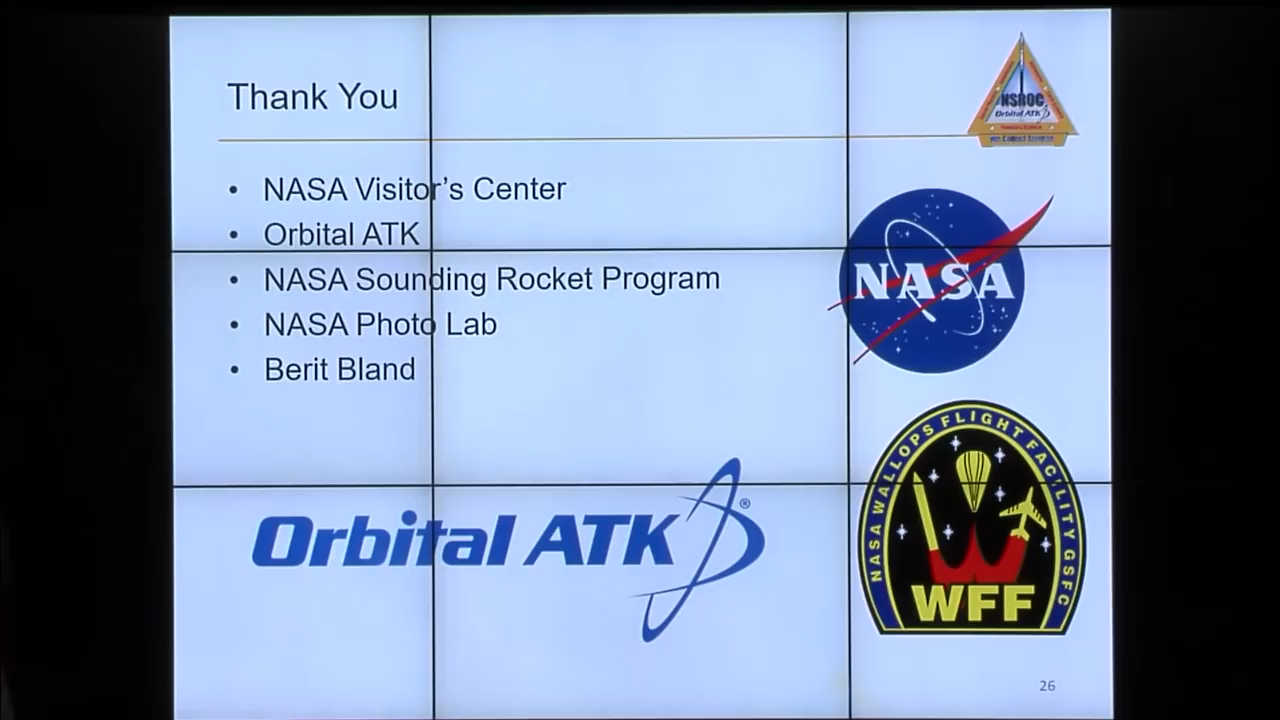 Thank You
NSROC
Orbital ATK
• NASA Visitor's Center
• Orbital ATK
• NASA Sounding Rocket Program
• NASA Photo Lab
• Berit Bland
NASA
Orbital ATK®
NASA WALLOPS FLIGHT FACILITY GSFC
WFF
26